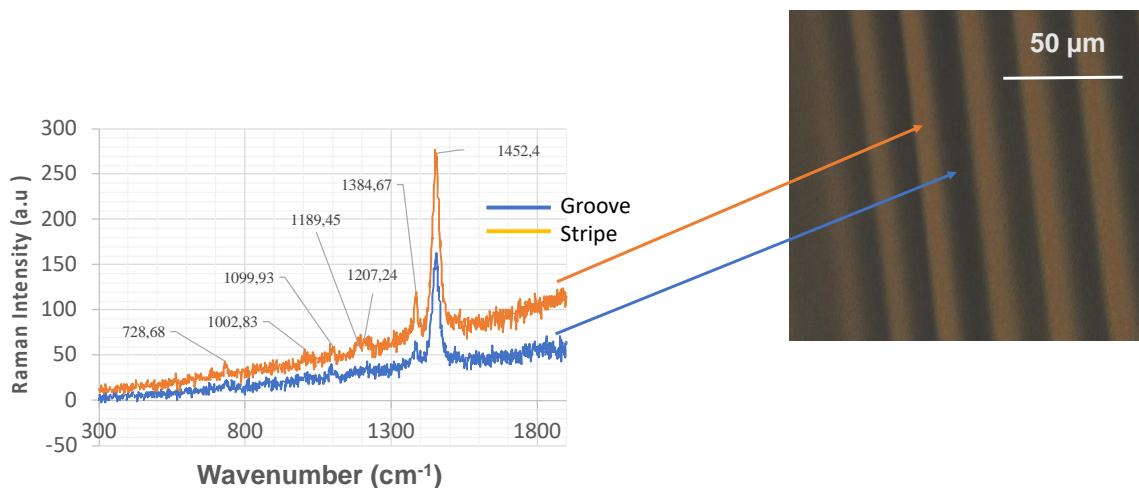 50 µm
300
250
200
150
100
50
0
-50
Raman Intensity (a.u )
1452,4
1384,67
1189,45
1207,24
1099,93
1002,83
728,68
Groove
Stripe
300 800 1300 1800
Wavenumber (cm-1)